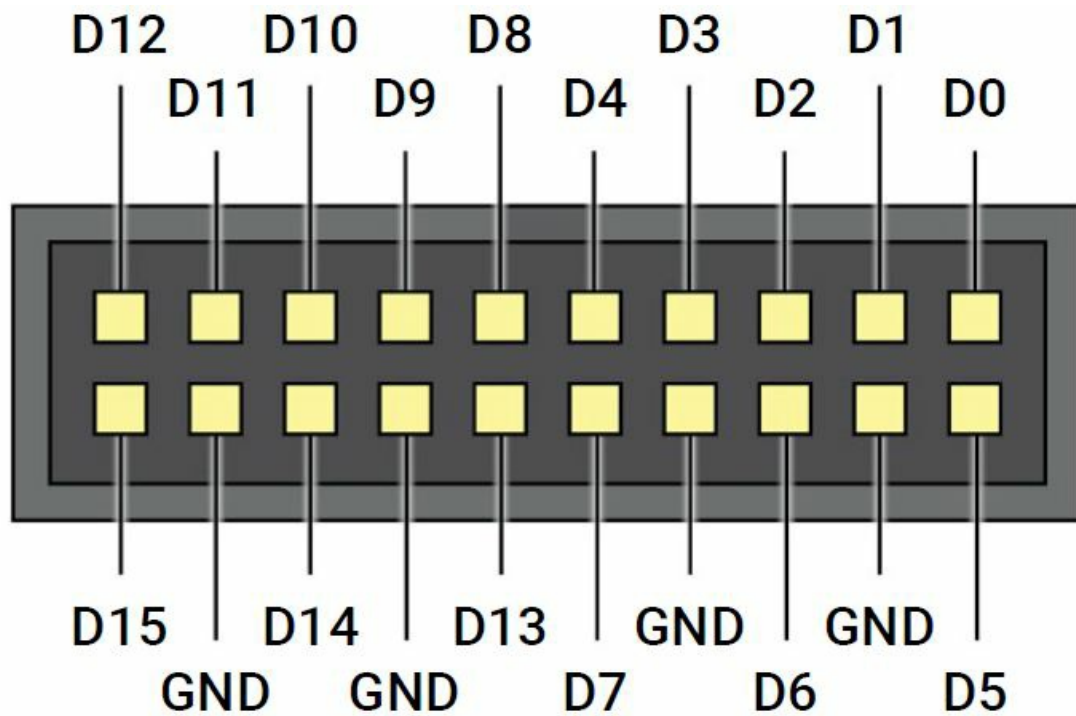 D12 D10 D8 D3 D1
D11 D9 D4 D2 D0
D15 D14 D13 GND GND
GND GND D7 D6 D5